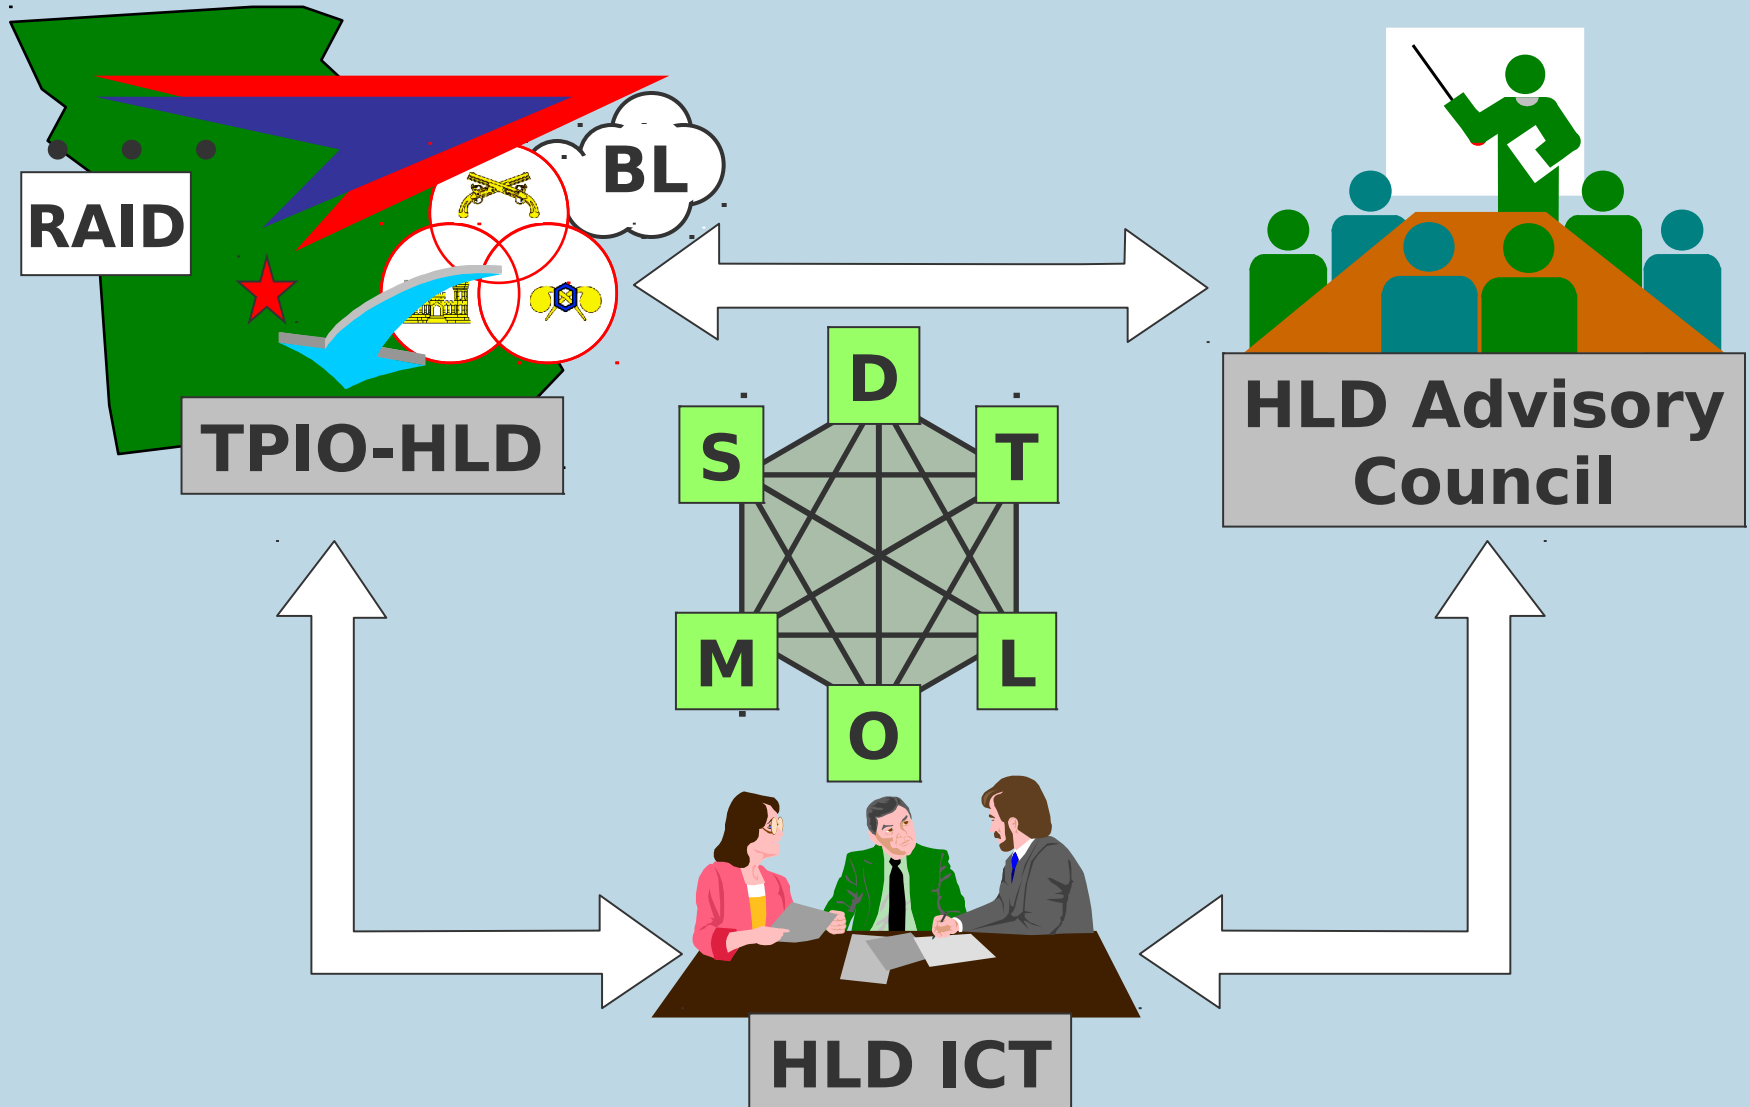 BL
RAID
TPIO-HLD
HLD Advisory
Council
D
S
T
M
L
O
HLD ICT